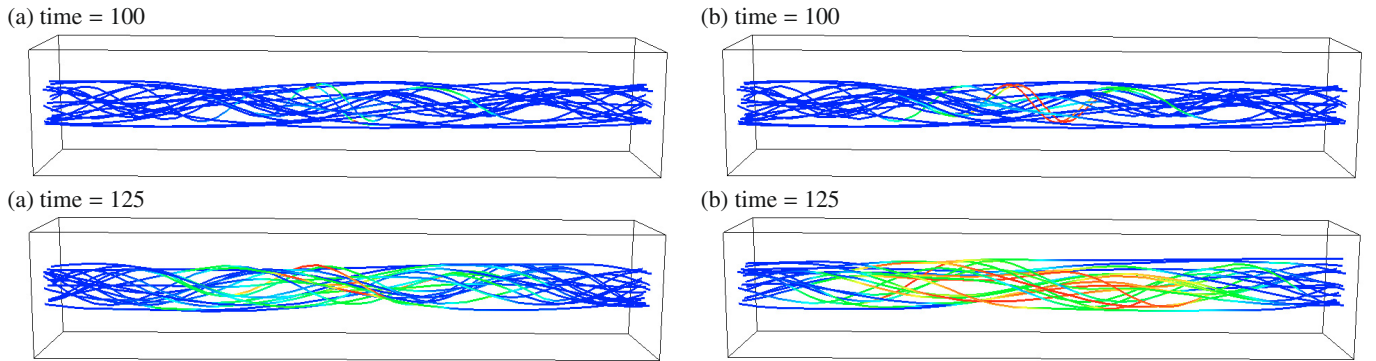 (a) time = 100
(b) time = 100
(a) time = 125
(b) time = 125